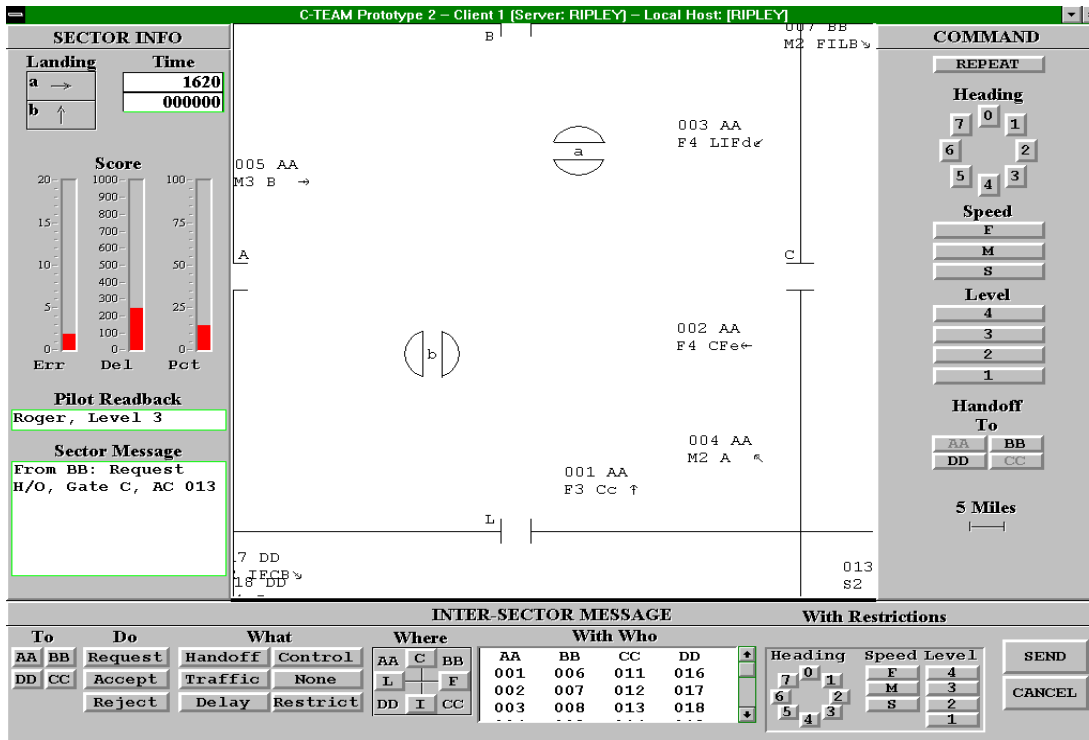 C-TEAM Prototype 2 – Client 1 [Server: RIPLEY] – Local Host: [RIPLEY]
SECTOR INFO
Landing
Time
a
b
1620
000000
Score
20
15
10
5
0
Err
1000
900
800
700
600
500
400
300
200
100
0
Del
100
75
50
25
0
Pct
Pilot Readback
Roger, Level 3
Sector Message
From BB: Request
H/O, Gate C, AC 013
B
007 BB
M2 FILB↘
003 AA
F4 LIFd↙
a
005 AA
M3 B →
A
C
002 AA
F4 CFe←
b
004 AA
M2 A ↖
001 AA
F3 Cc ↑
L
7 DD
IFCB↘
18 DD
013
S2
COMMAND
REPEAT
Heading
0
7 1
6 2
5 3
4
Speed
F
M
S
Level
4
3
2
1
Handoff
To
AA BB
DD CC
5 Miles
INTER-SECTOR MESSAGE
With Restrictions
To
Do
What
Where
With Who
AA BB
DD CC
Request
Accept
Reject
Handoff Control
Traffic None
Delay Restrict
AA C BB
L F
DD I CC
AA BB CC DD
001 006 011 016
002 007 012 017
003 008 013 018
Heading
Speed
Level
0
7 1
6 2
5 3
4
F
M
S
4
3
2
1
SEND
CANCEL